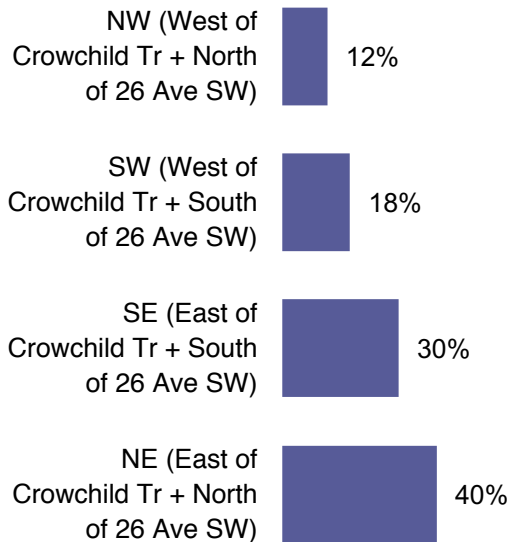 NW (West of
Crowchild Tr + North
of 26 Ave SW)
12%
SW (West of
Crowchild Tr + South
of 26 Ave SW)
18%
SE (East of
Crowchild Tr + South
of 26 Ave SW)
30%
NE (East of
Crowchild Tr + North
of 26 Ave SW)
40%